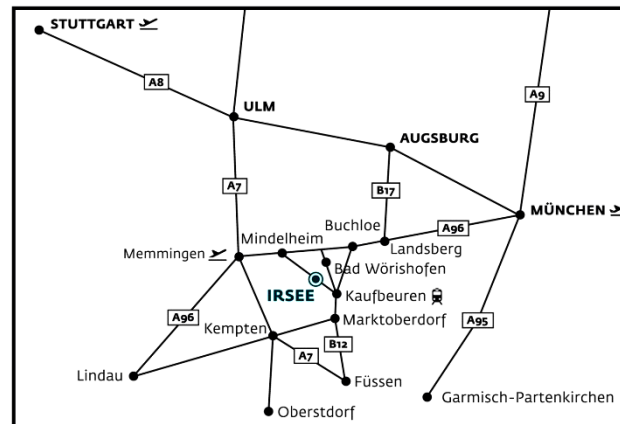 STUTTGART
A8
A9
ULM
AUGSBURG
A7
B17
MÜNCHEN
Buchloe
A96
Mindelheim
Landsberg
Memmingen
Bad Wörishofen
IRSEE
Kaufbeuren
A96
Kempten
Marktoberdorf
A95
B12
A7
Lindau
Füssen
Garmisch-Partenkirchen
Oberstdorf